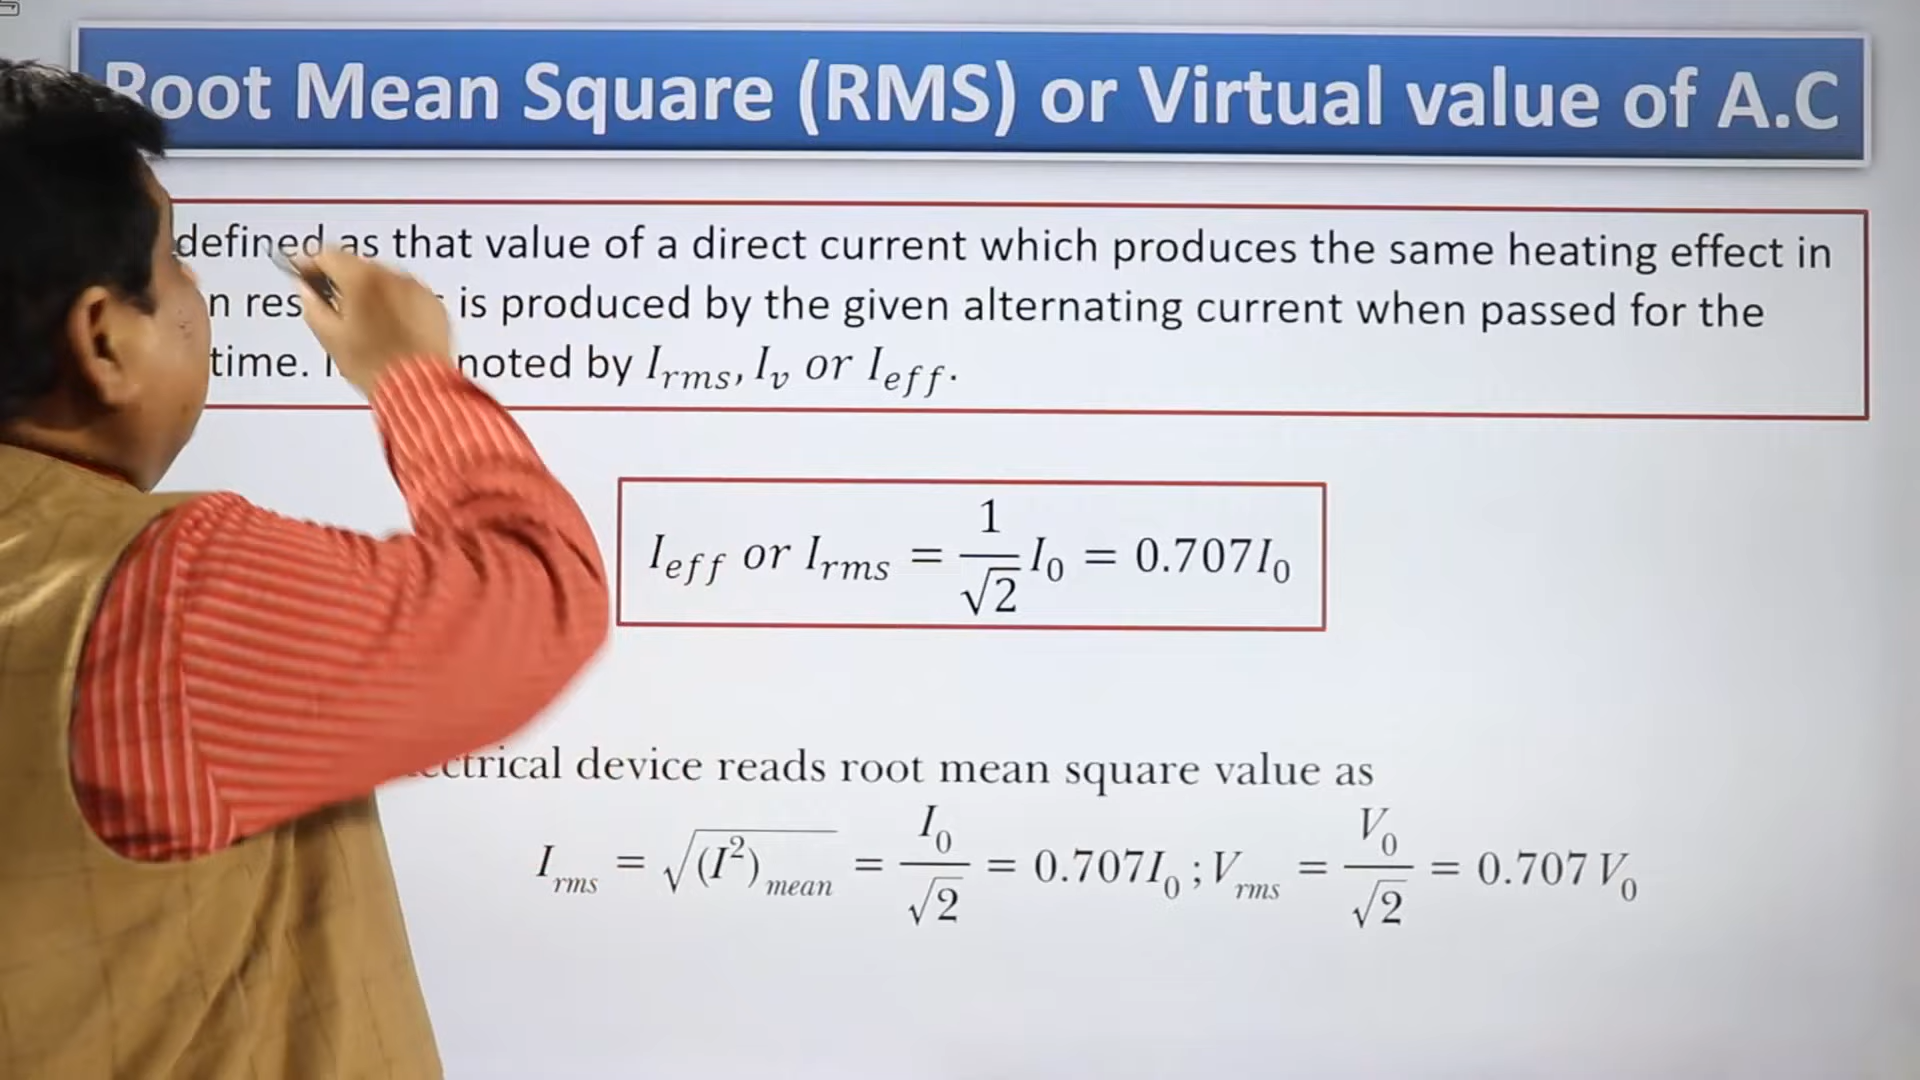 Root Mean Square (RMS) or Virtual value of A.C
defined as that value of a direct current which produces the same heating effect in
is produced by the given alternating current when passed for the
time. noted by I_rms, I_v or I_eff.
I_eff or I_rms = 1/√2 I_0 = 0.707I_0
ctrical device reads root mean square value as
I_rms = √(I²)_mean = I_0/√2 = 0.707I_0 ; V_rms = V_0/√2 = 0.707 V_0